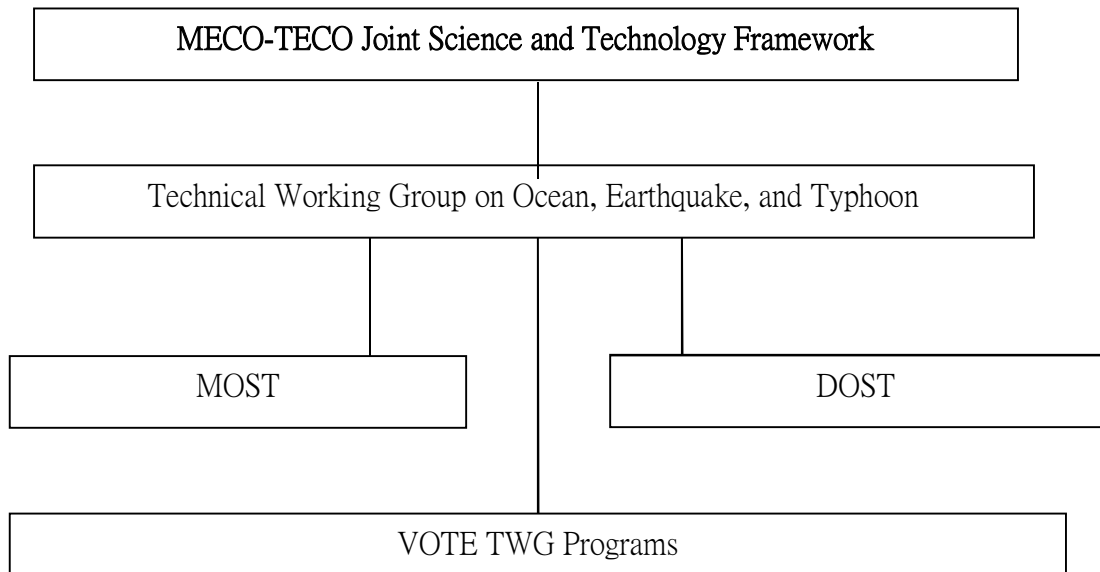 MECO-TECO Joint Science and Technology Framework
Technical Working Group on Ocean, Earthquake, and Typhoon
MOST
DOST
VOTE TWG Programs